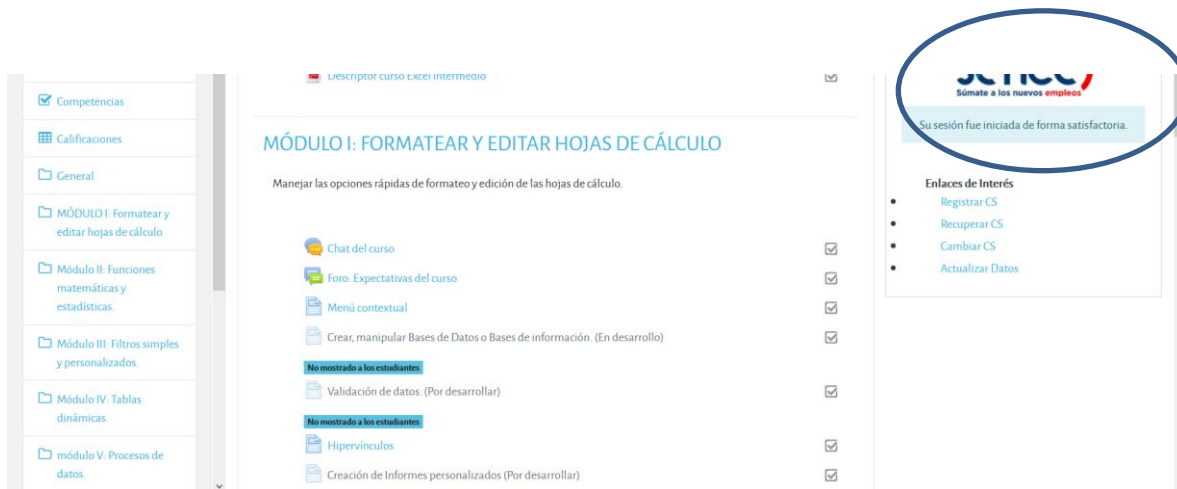 Competencias
Calificaciones
General
MÓDULO I: Formatear y
editar hojas de cálculo
Módulo II: Funciones
matemáticas y
estadísticas.
Módulo III: Filtros simples
y personalizados.
Módulo IV: Tablas
dinámicas.
módulo V: Procesos de
datos.
Descriptor curso Excel Intermedio
MÓDULO I: FORMATEAR Y EDITAR HOJAS DE CÁLCULO
Manejar las opciones rápidas de formateo y edición de las hojas de cálculo.
Chat del curso
Foro: Expectativas del curso
Menú contextual
Crear, manipular Bases de Datos o Bases de información. (En desarrollo)
No mostrado a los estudiantes
Validación de datos. (Por desarrollar)
No mostrado a los estudiantes
Hipervínculos
Creación de Informes personalizados (Por desarrollar)
sence
Súmate a los nuevos empleos
Su sesión fue iniciada de forma satisfactoria.
Enlaces de Interés
Registrar CS
Recuperar CS
Cambiar CS
Actualizar Datos